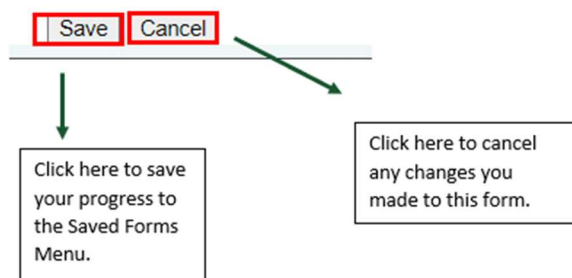 Save Cancel
Click here to save
your progress to
the Saved Forms
Menu.
Click here to cancel
any changes you
made to this form.